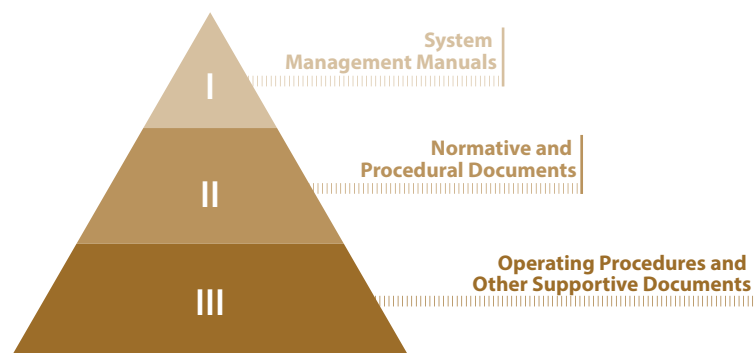 System
Management Manuals
I
Normative and
Procedural Documents
II
Operating Procedures and
Other Supportive Documents
III